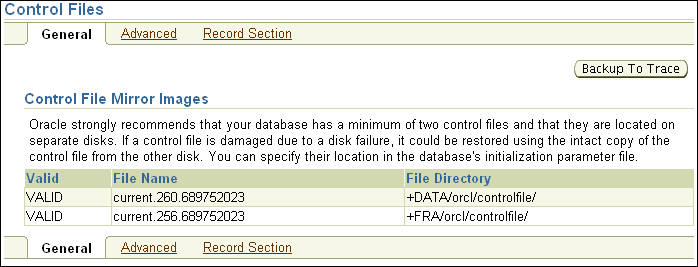 Control Files
General Advanced Record Section
Backup To Trace
Control File Mirror Images
Oracle strongly recommends that your database has a minimum of two control files and that they are located on
separate disks. If a control file is damaged due to a disk failure, it could be restored using the intact copy of the
control file from the other disk. You can specify their location in the database's initialization parameter file.
Valid File Name File Directory
VALID current.260.689752023 +DATA/orcl/controlfile/
VALID current.256.689752023 +FRA/orcl/controlfile/
General Advanced Record Section